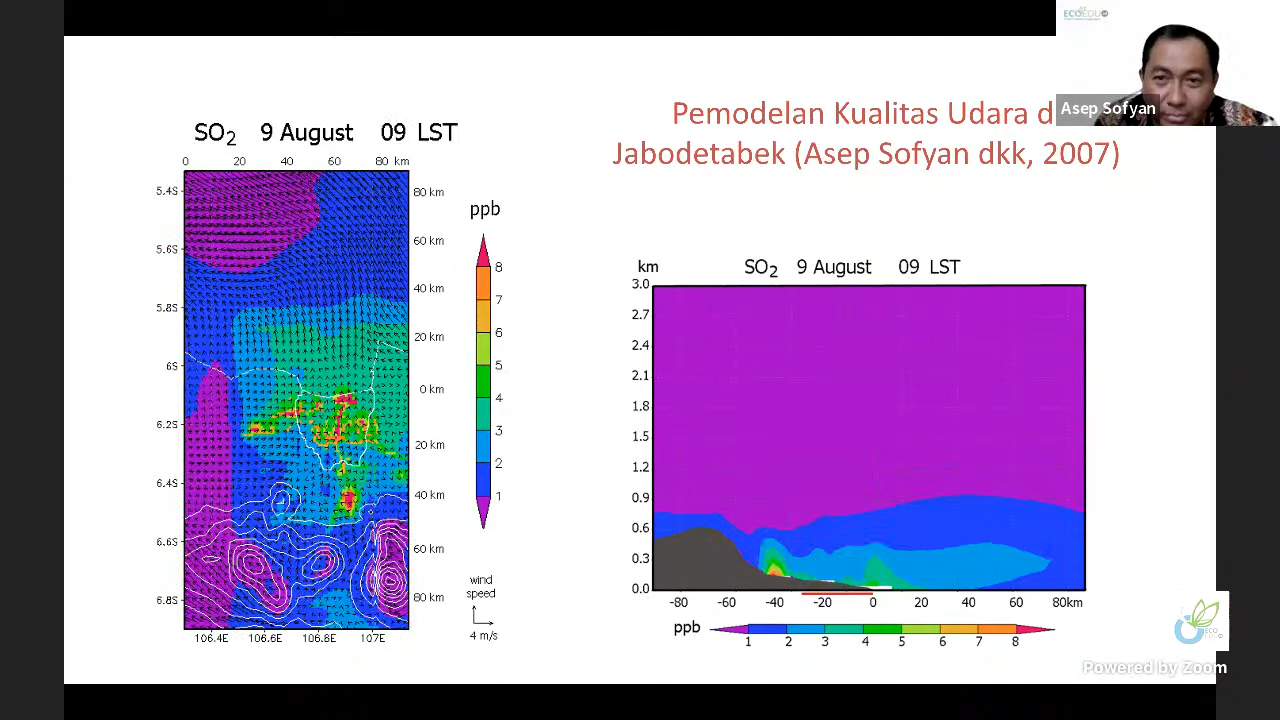 ECOEDU
Asep Sofyan
Pemodelan Kualitas Udara d
Jabodetabek (Asep Sofyan dkk, 2007)
SO2 9 August 09 LST
0 20 40 60 80 km
5.4S
5.6S
5.8S
6S
6.2S
6.4S
6.6S
6.8S
80 km
60 km
40 km
20 km
0 km
20 km
40 km
60 km
80 km
106.4E 106.6E 106.8E 107E
ppb
8
7
6
5
4
3
2
1
wind
speed
4 m/s
km
SO2 9 August 09 LST
3.0
2.7
2.4
2.1
1.8
1.5
1.2
0.9
0.6
0.3
0.0
-80 -60 -40 -20 0 20 40 60 80km
ppb
1 2 3 4 5 6 7 8
ECO
EDU
Powered by Zoom